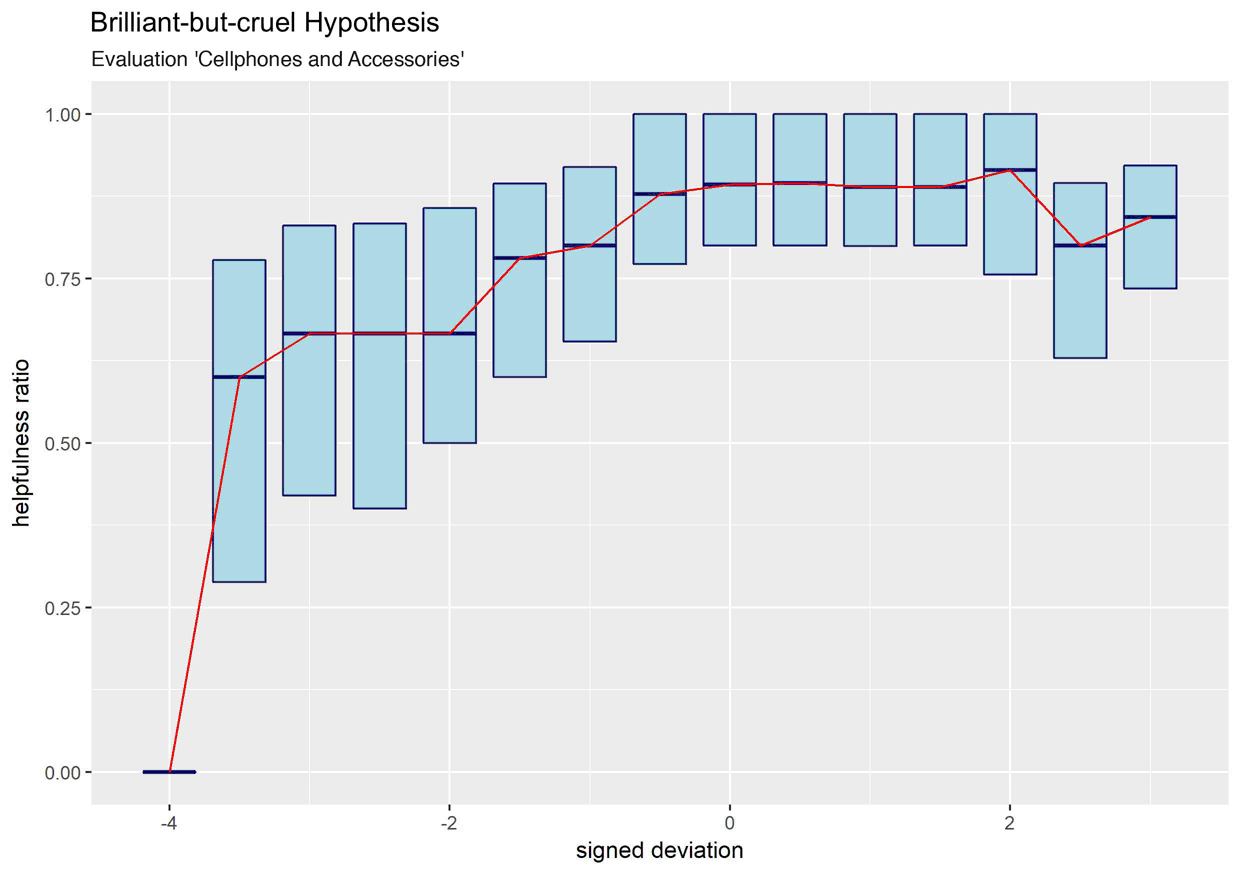 Brilliant-but-cruel Hypothesis
Evaluation 'Cellphones and Accessories'
1.00
0.75
0.50
0.25
0.00
helpfulness ratio
-4
-2
0
2
signed deviation